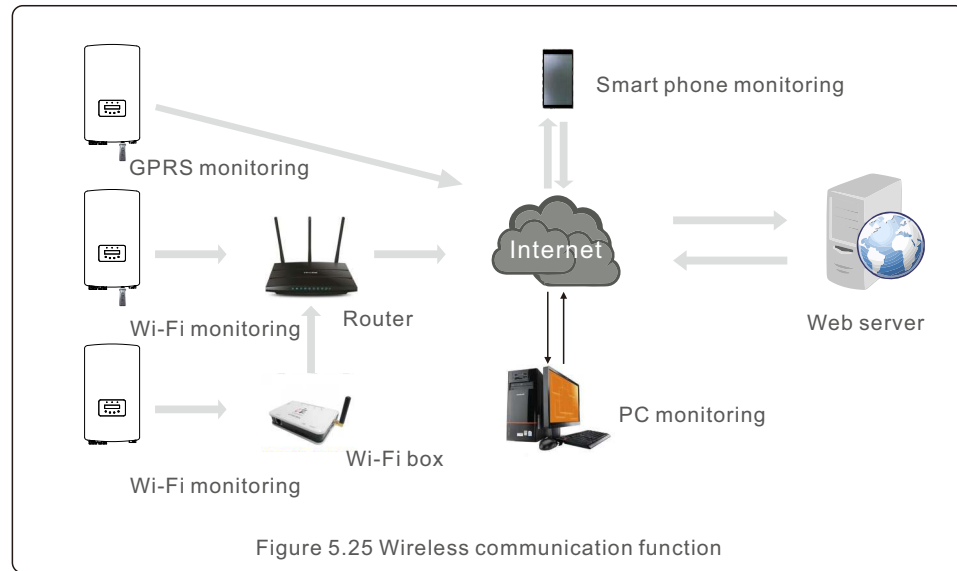 Smart phone monitoring
GPRS monitoring
Internet
Wi-Fi monitoring
Router
Web server
PC monitoring
Wi-Fi box
Wi-Fi monitoring
Figure 5.25 Wireless communication function